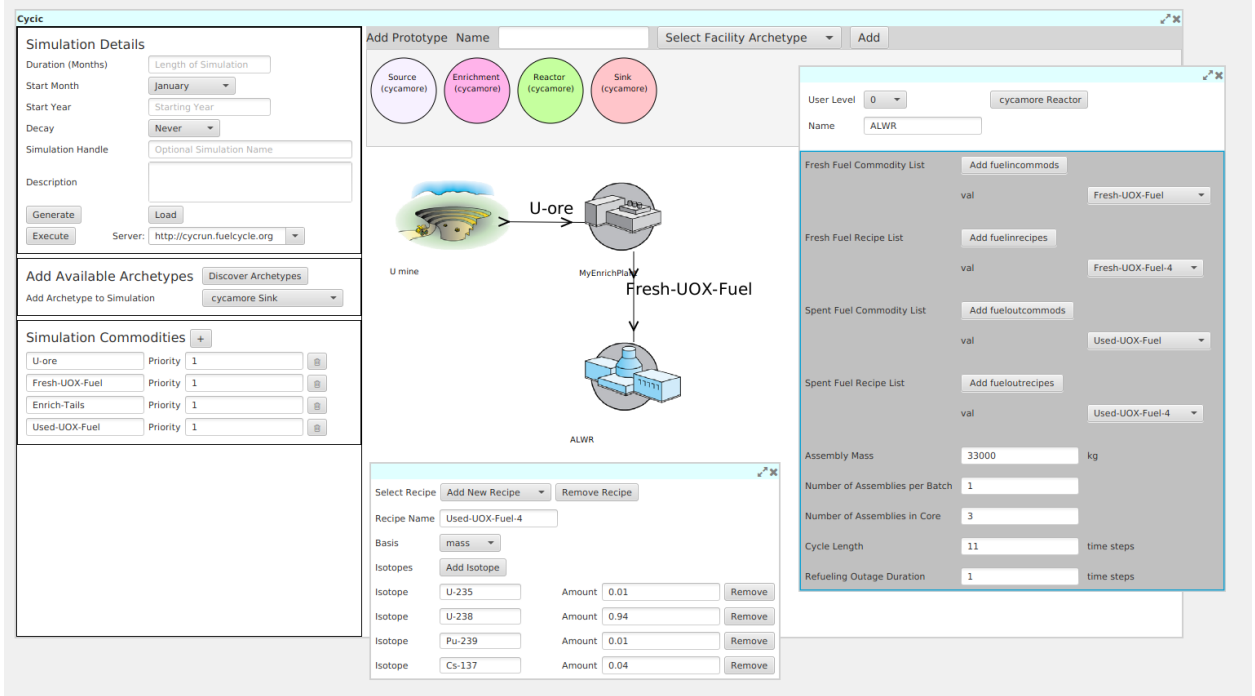 Cycic
Simulation Details
Duration (Months) Length of Simulation
Start Month January
Start Year Starting Year
Decay Never
Simulation Handle Optional Simulation Name
Description
Generate Load
Execute Server: http://cycrun.fuelcycle.org
Add Available Archetypes Discover Archetypes
Add Archetype to Simulation cycamore Sink
Simulation Commodities +
U-ore Priority 1
Fresh-UOX-Fuel Priority 1
Enrich-Tails Priority 1
Used-UOX-Fuel Priority 1
Add Prototype Name Select Facility Archetype Add
Source
(cycamore)
Enrichment
(cycamore)
Reactor
(cycamore)
Sink
(cycamore)
U-ore
U mine
MyEnrichPlant
Fresh-UOX-Fuel
ALWR
Select Recipe Add New Recipe Remove Recipe
Recipe Name Used-UOX-Fuel-4
Basis mass
Isotopes Add Isotope
Isotope U-235 Amount 0.01 Remove
Isotope U-238 Amount 0.94 Remove
Isotope Pu-239 Amount 0.01 Remove
Isotope Cs-137 Amount 0.04 Remove
User Level 0 cycamore Reactor
Name ALWR
Fresh Fuel Commodity List Add fuelincommods
val Fresh-UOX-Fuel
Fresh Fuel Recipe List Add fuelinrecipes
val Fresh-UOX-Fuel-4
Spent Fuel Commodity List Add fueloutcommods
val Used-UOX-Fuel
Spent Fuel Recipe List Add fueloutrecipes
val Used-UOX-Fuel-4
Assembly Mass 33000 kg
Number of Assemblies per Batch 1
Number of Assemblies in Core 3
Cycle Length 11 time steps
Refueling Outage Duration 1 time steps